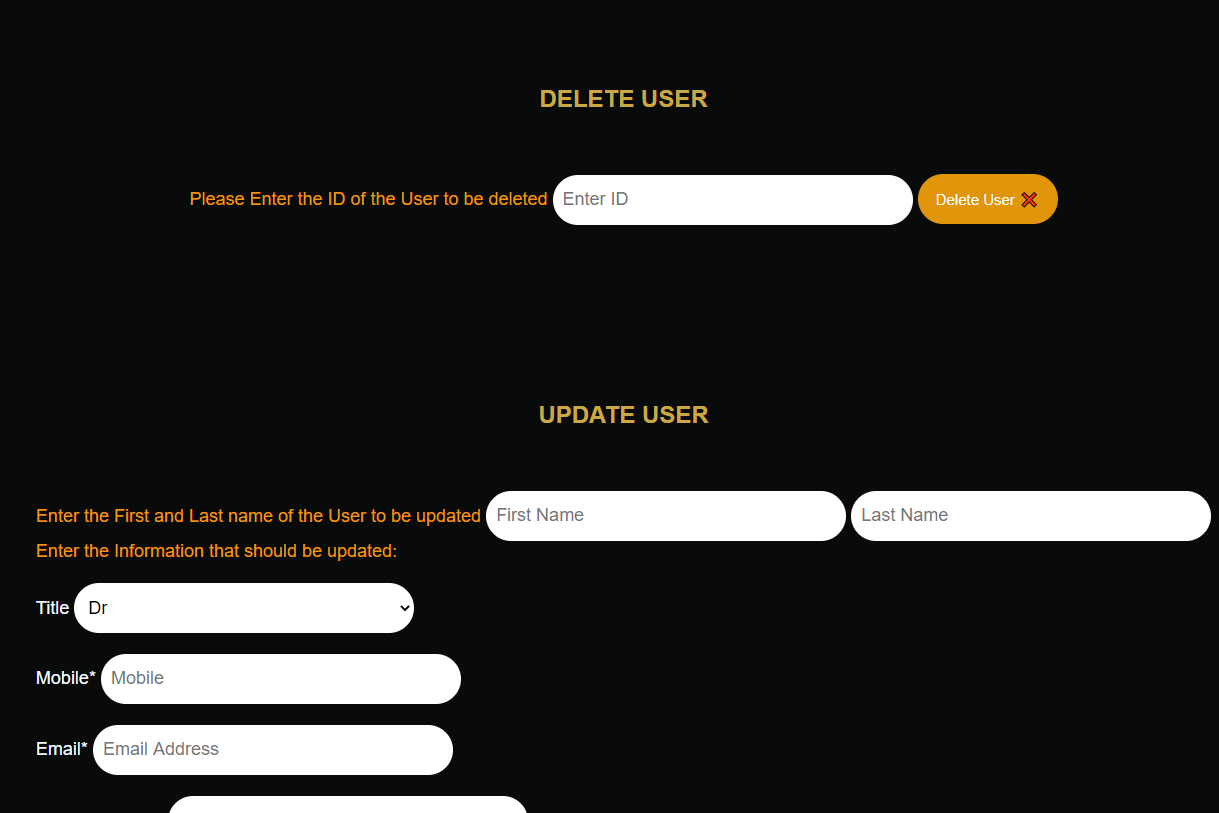 DELETE USER
Please Enter the ID of the User to be deleted Enter ID Delete User ❌
UPDATE USER
Enter the First and Last name of the User to be updated First Name Last Name
Enter the Information that should be updated:
Title Dr
Mobile* Mobile
Email* Email Address